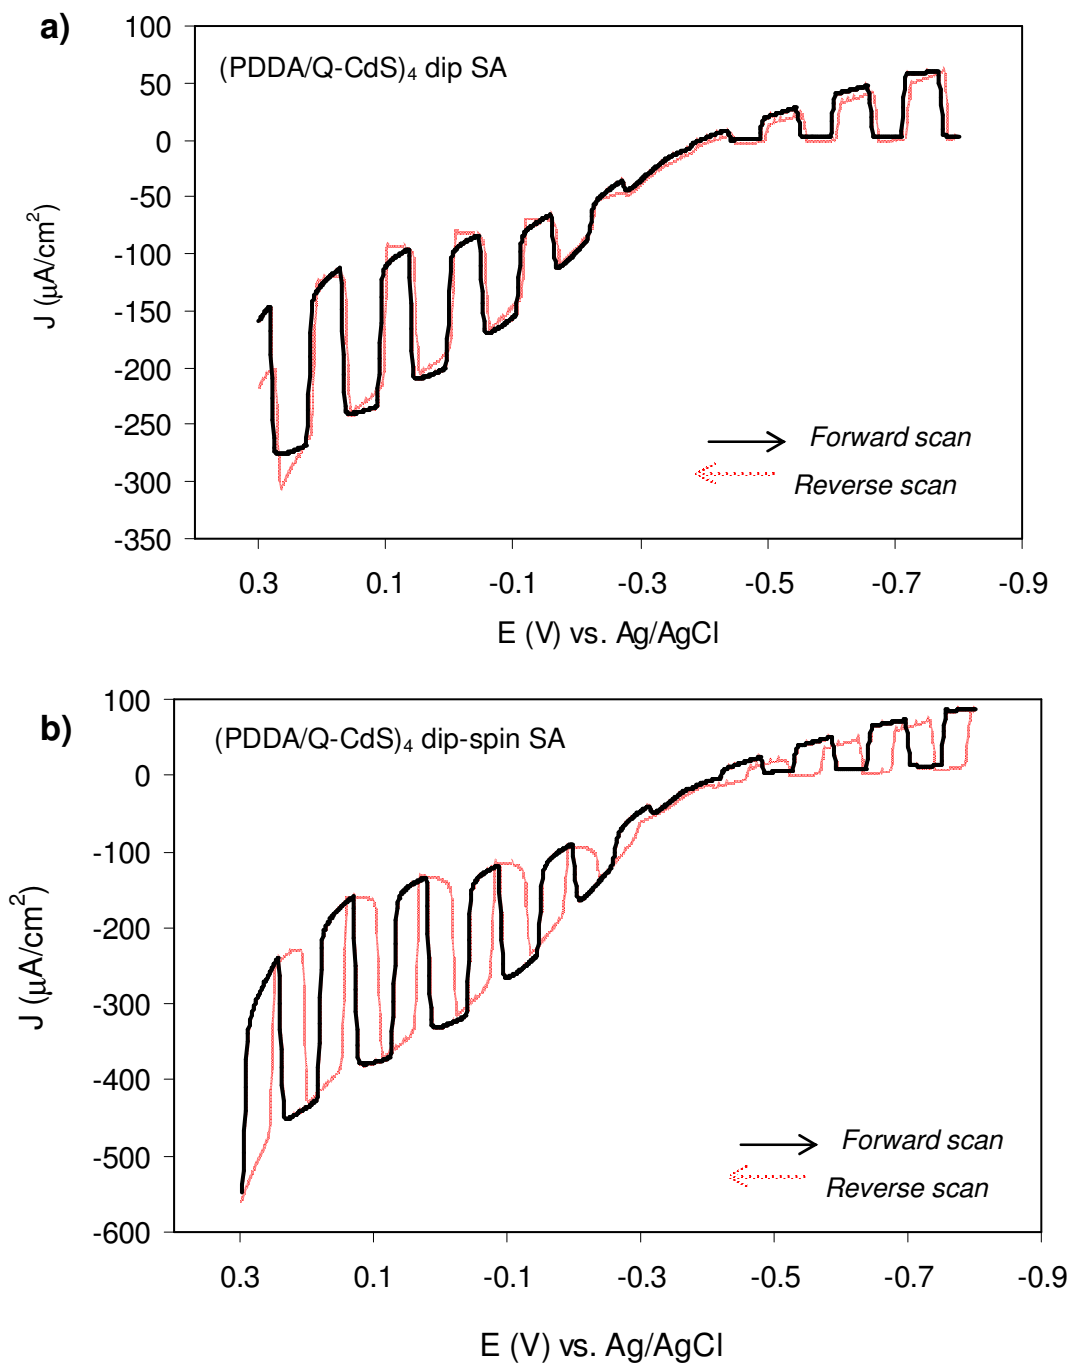 a)
(PDDA/Q-CdS)₄ dip SA
100
50
0
-50
-100
-150
-200
-250
-300
-350
J (μA/cm²)
Forward scan
Reverse scan
0.3 0.1 -0.1 -0.3 -0.5 -0.7 -0.9
E (V) vs. Ag/AgCl
b)
(PDDA/Q-CdS)₄ dip-spin SA
100
0
-100
-200
-300
-400
-500
-600
J (μA/cm²)
Forward scan
Reverse scan
0.3 0.1 -0.1 -0.3 -0.5 -0.7 -0.9
E (V) vs. Ag/AgCl